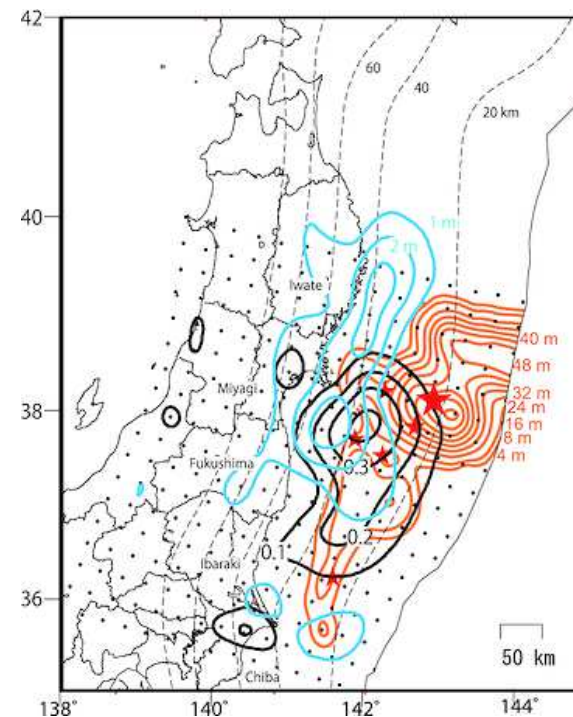 42
60
40
20 km
40
1 m
2 m
Iwate
40 m
48 m
Miyagi
32 m
24 m
38
16 m
8 m
Fukushima
0.3
4 m
0.2
0.1
Ibaraki
36
50 km
Chiba
138°
140°
142°
144°